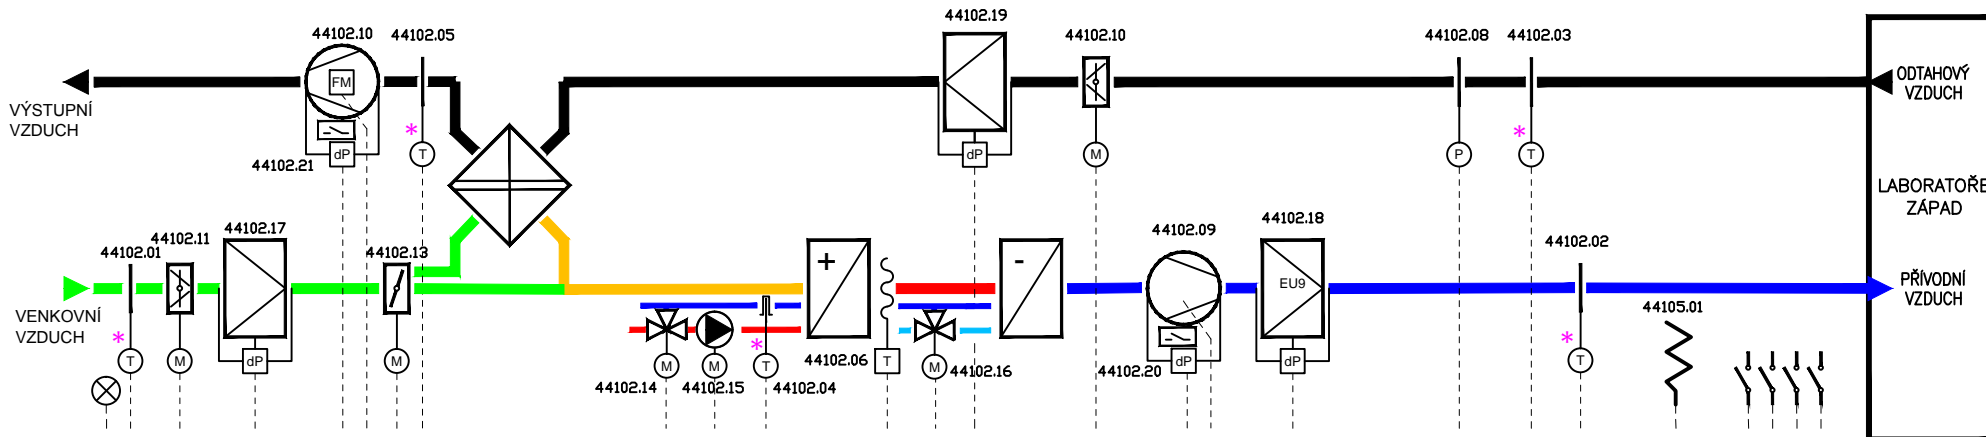 44102.19
44102.10
44102.05
44102.10
44102.08
44102.03
FM
ODTAHOVÝ
VZDUCH
VÝSTUPNÍ
VZDUCH
*
*
44102.21
dP
T
dP
M
P
T
LABORATOŘE
ZÁPAD
44102.01
44102.11
44102.17
44102.13
44102.09
44102.18
44102.02
+
-
EU9
PŘÍVODNÍ
VZDUCH
VENKOVNÍ
VZDUCH
44105.01
*
*
*
T
M
dP
M
44102.14
M
44102.15
M
T
44102.04
44102.06
T
M
44102.16
44102.20
dP
dP
T